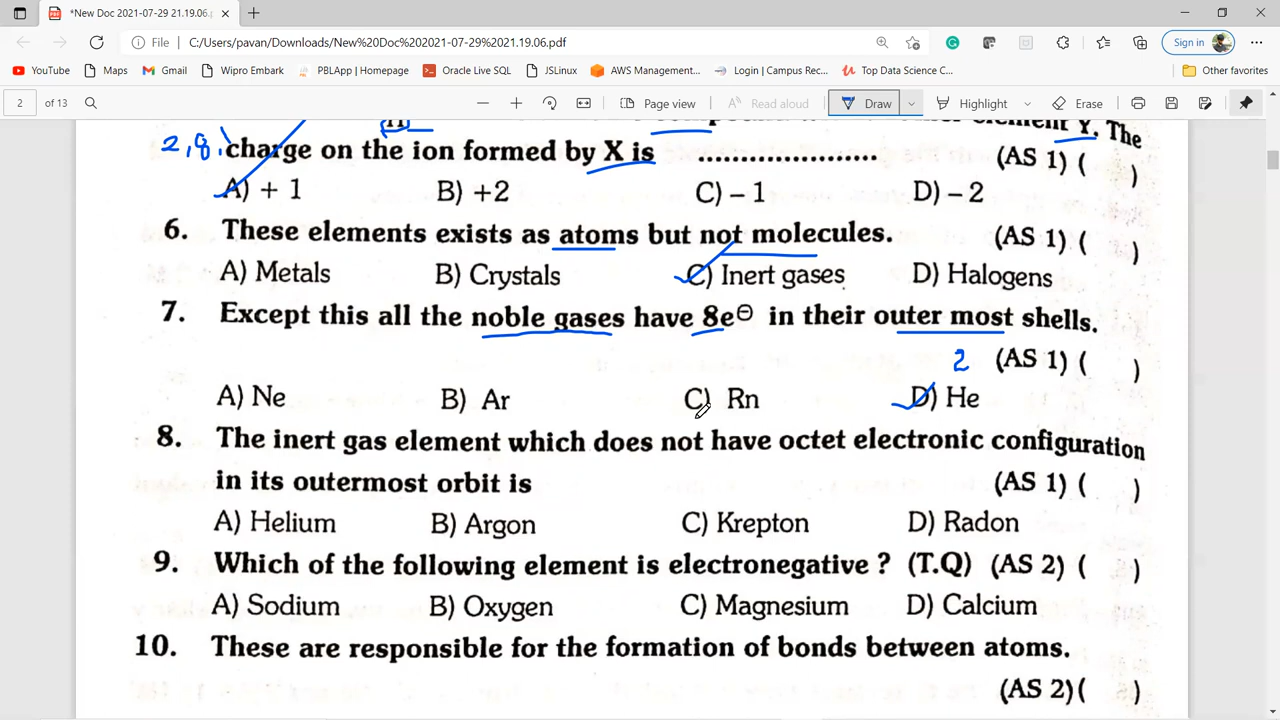 *New Doc 2021-07-29 21.19.06.p
File C:/Users/pavan/Downloads/New%20Doc%202021-07-29%2021.19.06.pdf Sign in
YouTube Maps Gmail Wipro Embark PBLApp | Homepage Oracle Live SQL JSLinux AWS Management... Login | Campus Rec... Top Data Science C... Other favorites
2 of 13 Page view Read aloud Draw Highlight Erase
element Y. The
2,8,1
charge on the ion formed by X is ...................... (AS 1) ( )
A) + 1 B) +2 C) – 1 D) – 2
6. These elements exists as atoms but not molecules. (AS 1) ( )
A) Metals B) Crystals C) Inert gases D) Halogens
7. Except this all the noble gases have 8e⊖ in their outer most shells.
2 (AS 1) ( )
A) Ne B) Ar C) Rn D) He
8. The inert gas element which does not have octet electronic configuration
in its outermost orbit is (AS 1) ( )
A) Helium B) Argon C) Krepton D) Radon
9. Which of the following element is electronegative ? (T.Q) (AS 2) ( )
A) Sodium B) Oxygen C) Magnesium D) Calcium
10. These are responsible for the formation of bonds between atoms.
(AS 2) ( )